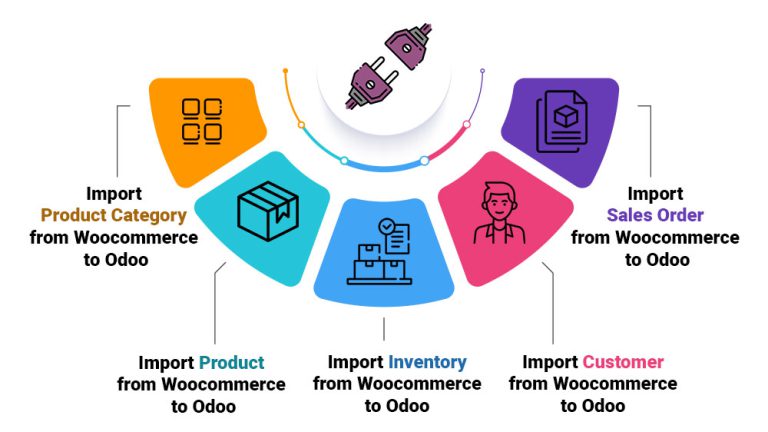 Import
Product Category
from Woocommerce
to Odoo
Import Product
from Woocommerce
to Odoo
Import Inventory
from Woocommerce
to Odoo
Import Customer
from Woocommerce
to Odoo
Import
Sales Order
from Woocommerce
to Odoo